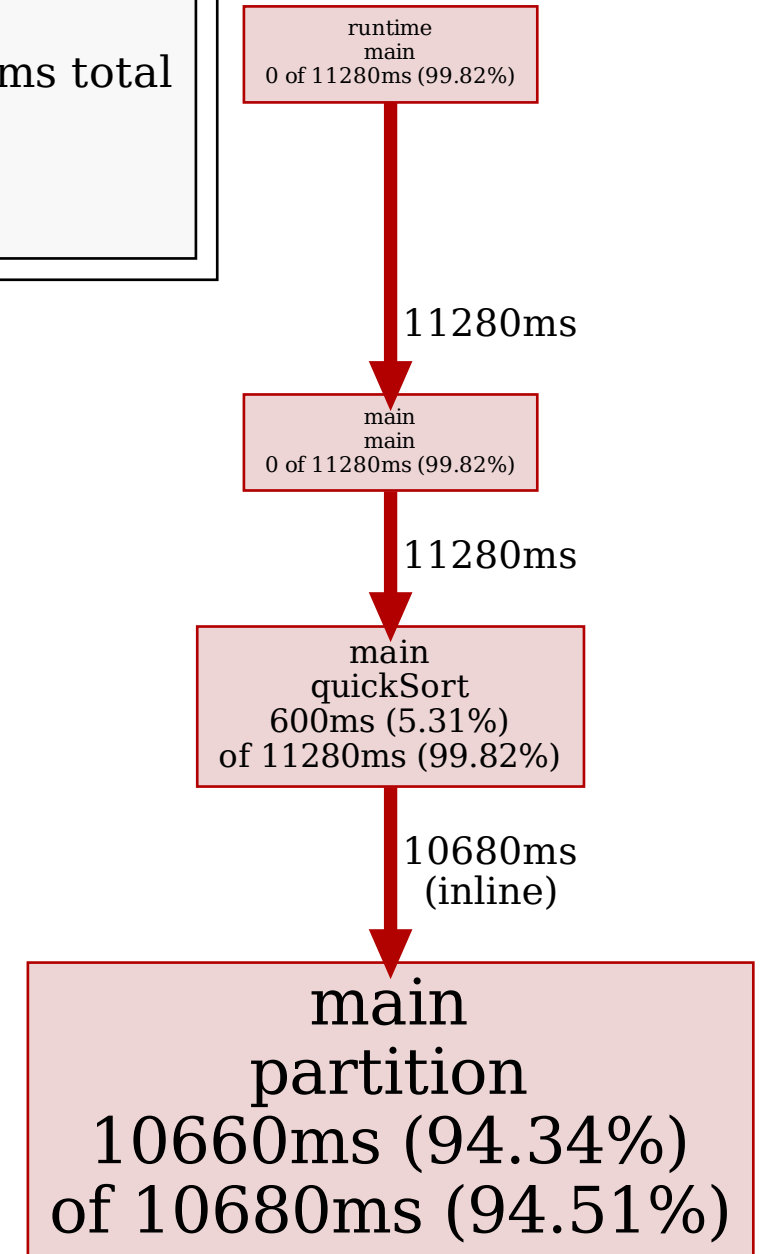 ms total
runtime
main
0 of 11280ms (99.82%)
11280ms
main
main
0 of 11280ms (99.82%)
11280ms
main
quickSort
600ms (5.31%)
of 11280ms (99.82%)
10680ms
(inline)
main
partition
10660ms (94.34%)
of 10680ms (94.51%)